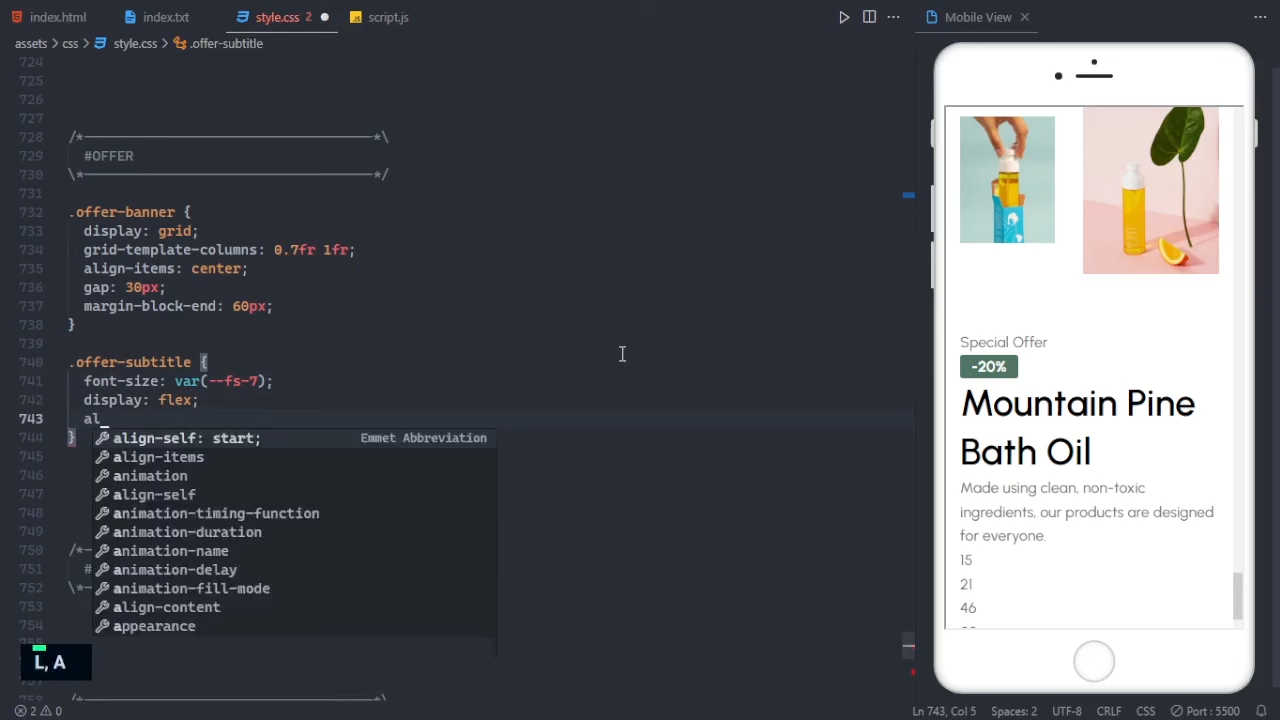 index.html index.txt style.css 2 script.js
Mobile View
assets > css > style.css > .offer-subtitle
724
725
726
727
728 /*-----------------------------------*\
729 #OFFER
730 \*-----------------------------------*/
731
732 .offer-banner {
733 display: grid;
734 grid-template-columns: 0.7fr 1fr;
735 align-items: center;
736 gap: 30px;
737 margin-block-end: 60px;
738 }
739
740 .offer-subtitle {
741 font-size: var(--fs-7);
742 display: flex;
743 al
744 }
745
746
747
748
749
750 /*-
751 #
752 \*-
753
754
755
758 /*-----------------------------------*\
align-self: start; Emmet Abbreviation
align-items
animation
align-self
animation-timing-function
animation-duration
animation-name
animation-delay
animation-fill-mode
align-content
appearance
L, A
Special Offer
-20%
Mountain Pine
Bath Oil
Made using clean, non-toxic
ingredients, our products are designed
for everyone.
15
21
46
2 0
Ln 743, Col 5 Spaces: 2 UTF-8 CRLF CSS Port : 5500